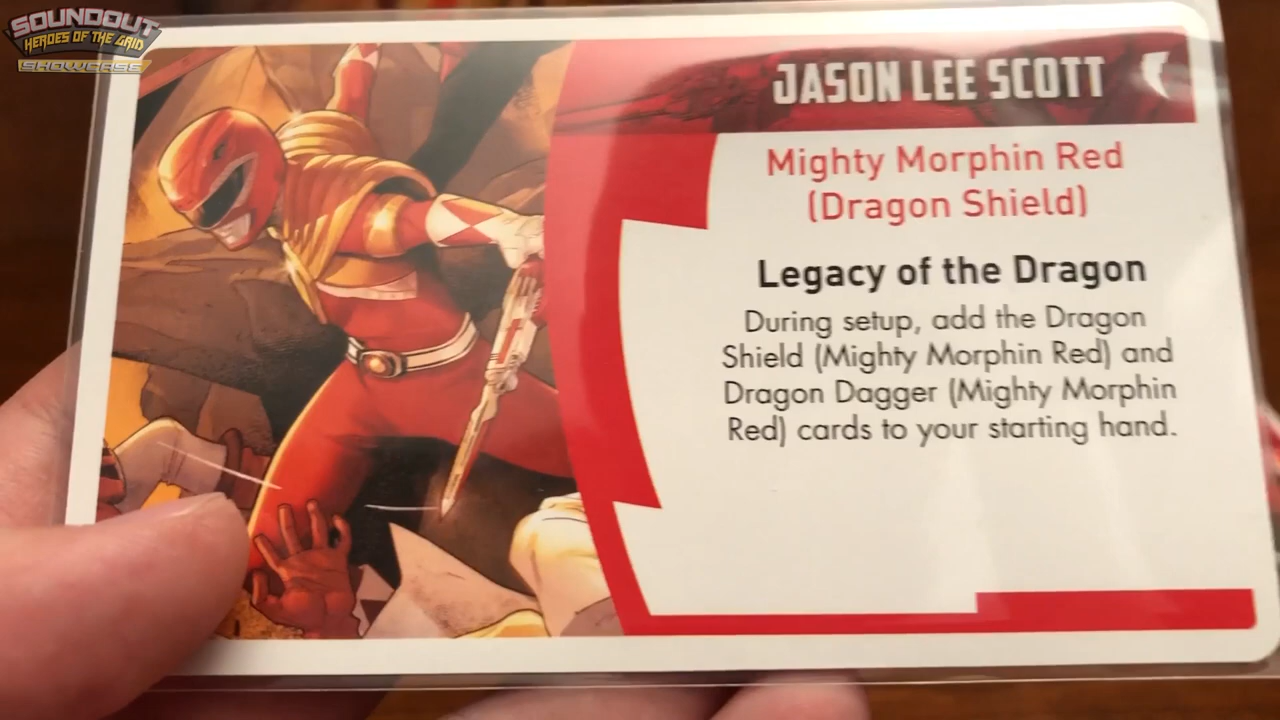 SOUNDOUT
HEROES OF THE GRID
SHOWCASE
JASON LEE SCOTT
Mighty Morphin Red
(Dragon Shield)
Legacy of the Dragon
During setup, add the Dragon
Shield (Mighty Morphin Red) and
Dragon Dagger (Mighty Morphin
Red) cards to your starting hand.